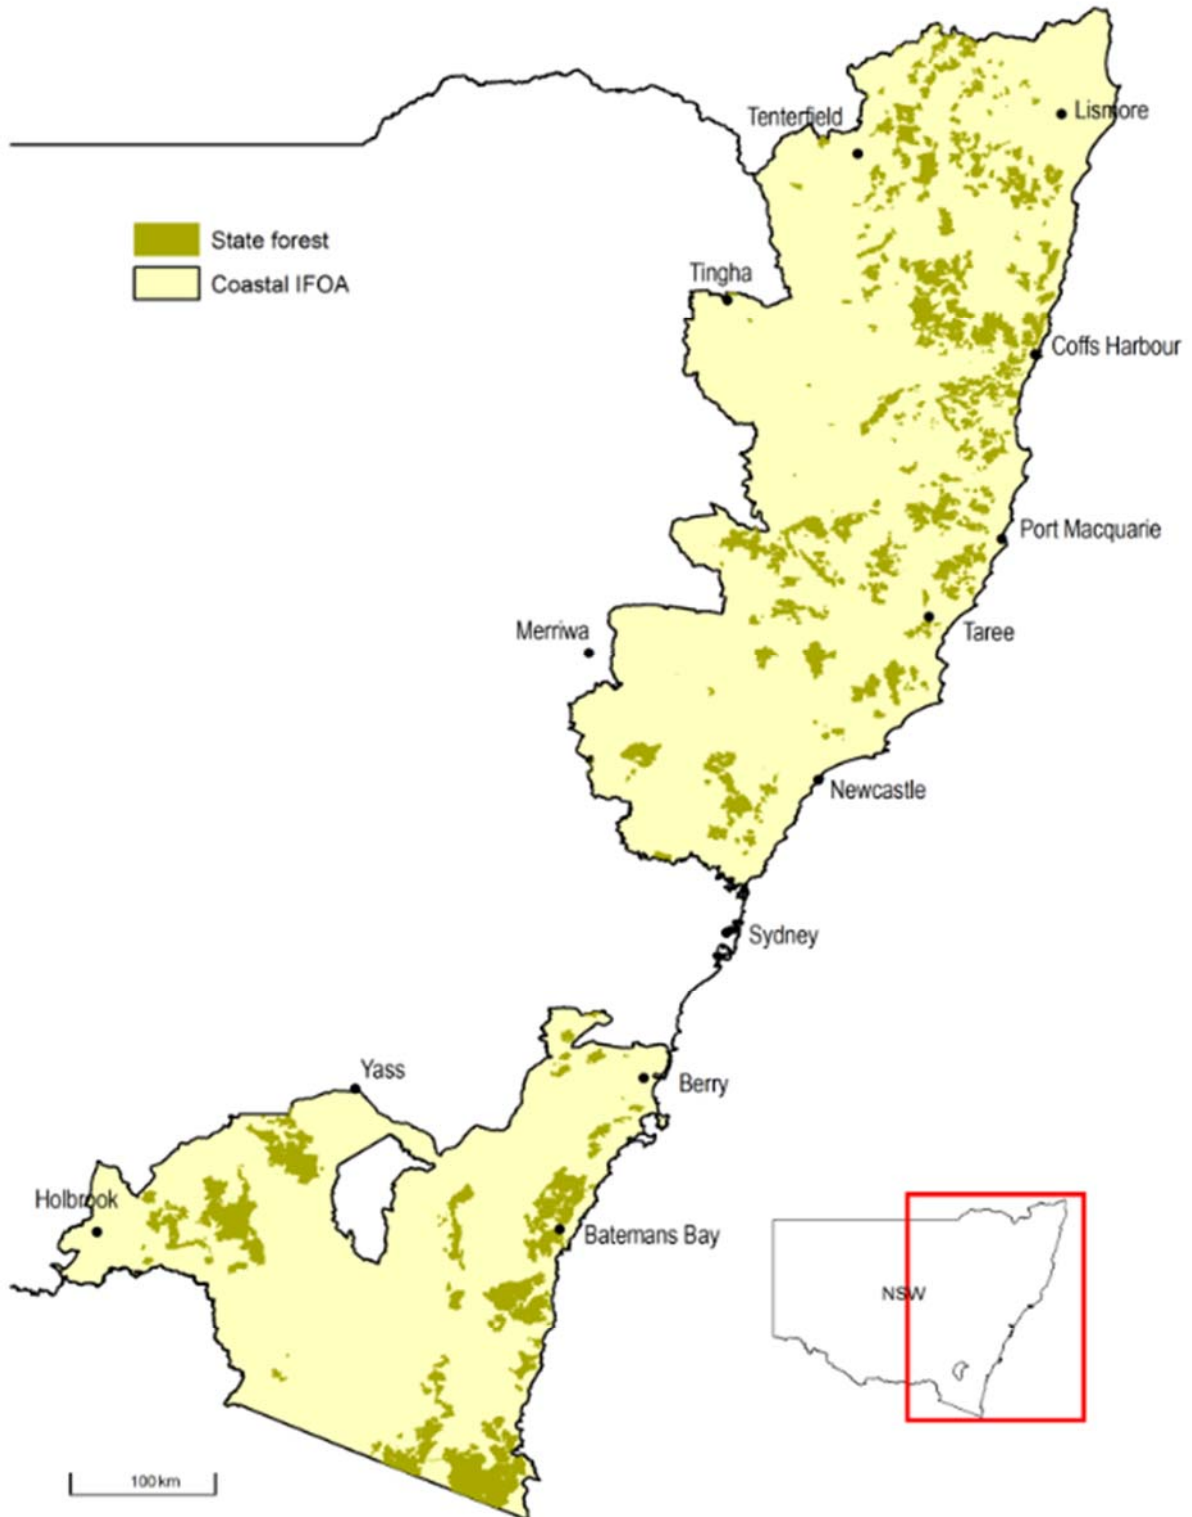 Lismore
Tenterfield
State forest
Coastal IFOA
Tingha
Coffs Harbour
Port Macquarie
Merriwa
Taree
Newcastle
Sydney
Yass
Berry
Holbrook
Batemans Bay
NSW
100 km